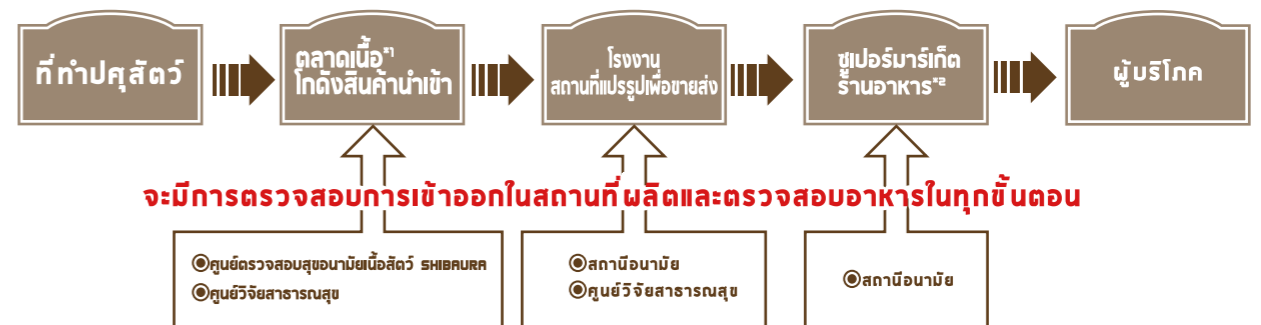 ที่ทำปศุสัตว์
ตลาดเนื้อ*1
โกดังสินค้านำเข้า
โรงงาน
สถานที่แปรรูปเพื่อขายส่ง
ซูเปอร์มาร์เก็ต
ร้านอาหาร*2
ผู้บริโภค
จะมีการตรวจสอบการเข้าออกในสถานที่ผลิตและตรวจสอบอาหารในทุกขั้นตอน
◉ศูนย์ตรวจสอบสุขอนามัยเนื้อสัตว์ SHIBAURA
◉ศูนย์วิจัยสาธารณสุข
◉สถานีอนามัย
◉ศูนย์วิจัยสาธารณสุข
◉สถานีอนามัย